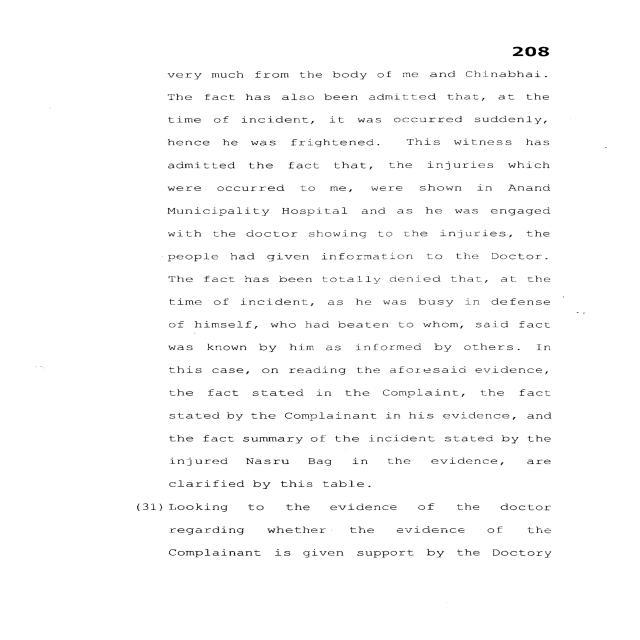 208
very much from the body of me and Chinabhai.
The fact has also been admitted that, at the
time of incident, it was occurred suddenly,
hence he was frightened. This witness has
admitted the fact that, the injuries which
were occurred to me, were shown in Anand
Municipality Hospital and as he was engaged
with the doctor showing to the injuries, the
people had given information to the Doctor.
The fact has been totally denied that, at the
time of incident, as he was busy in defense
of himself, who had beaten to whom, said fact
was known by him as informed by others. In
this case, on reading the aforesaid evidence,
the fact stated in the Complaint, the fact
stated by the Complainant in his evidence, and
the fact summary of the incident stated by the
injured Nasru Bag in the evidence, are
clarified by this table.
(31) Looking to the evidence of the doctor
regarding whether the evidence of the
Complainant is given support by the Doctory